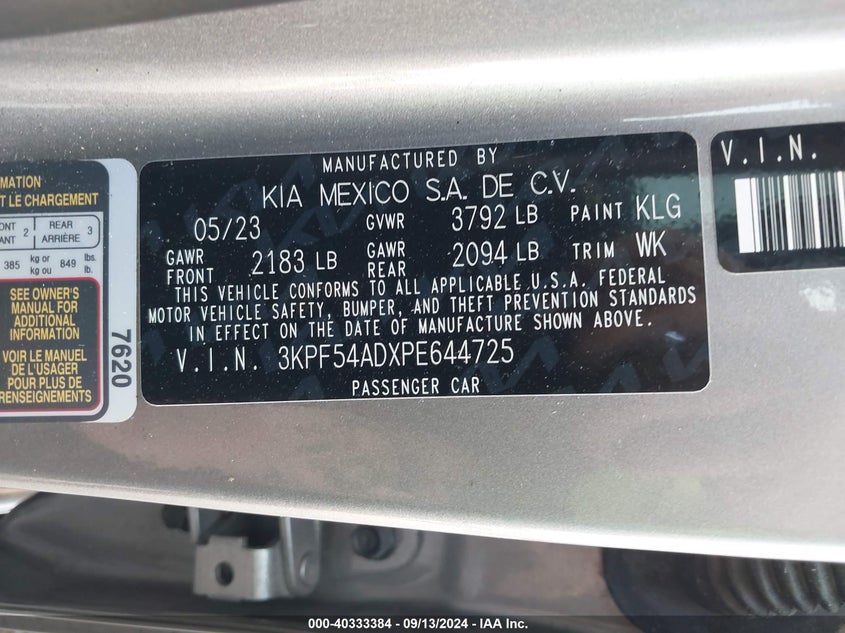 MANUFACTURED BY
KIA MEXICO S.A. DE C.V.
05/23 GVWR 3792 LB PAINT KLG
GAWR FRONT 2183 LB GAWR REAR 2094 LB TRIM WK
THIS VEHICLE CONFORMS TO ALL APPLICABLE U.S.A. FEDERAL
MOTOR VEHICLE SAFETY, BUMPER, AND THEFT PREVENTION STANDARDS
IN EFFECT ON THE DATE OF MANUFACTURE SHOWN ABOVE.
V.I.N. 3KPF54ADXPE644725
PASSENGER CAR
T LE CHARGEMENT
2 REAR ARRIÈRE 3
385 kg or kg ou 849 lbs. lb.
SEE OWNER'S
MANUAL FOR
ADDITIONAL
INFORMATION
VOIR LE MANUEL
DE L'USAGER
POUR PLUS DE
RENSEIGNEMENTS
7620
V.I.N.
000-40333384 - 09/13/2024 - IAA Inc.